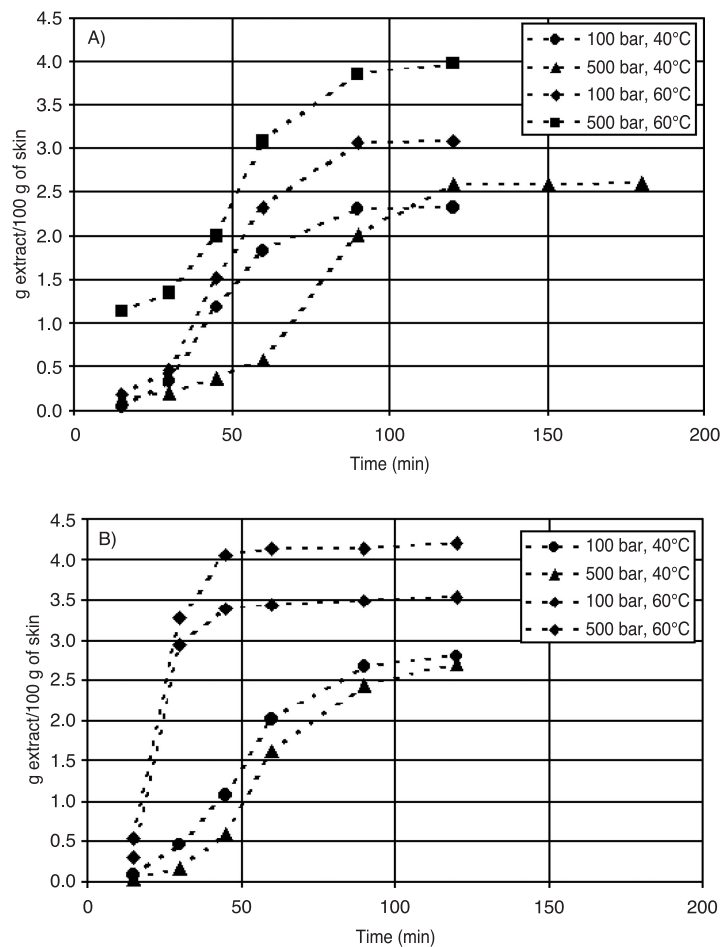 4.5
A)
100 bar, 40°C
4.0
500 bar, 40°C
3.5
100 bar, 60°C
500 bar, 60°C
3.0
2.5
2.0
1.5
1.0
0.5
0.0
g extract/100 g of skin
0 50 100 150 200
Time (min)
4.5
B)
100 bar, 40°C
4.0
500 bar, 40°C
3.5
100 bar, 60°C
500 bar, 60°C
3.0
2.5
2.0
1.5
1.0
0.5
0.0
g extract/100 g of skin
0 50 100 150 200
Time (min)